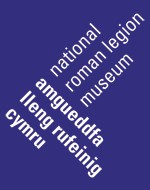 national
roman legion
museum
amgueddfa
lleng rufeinig
cymru